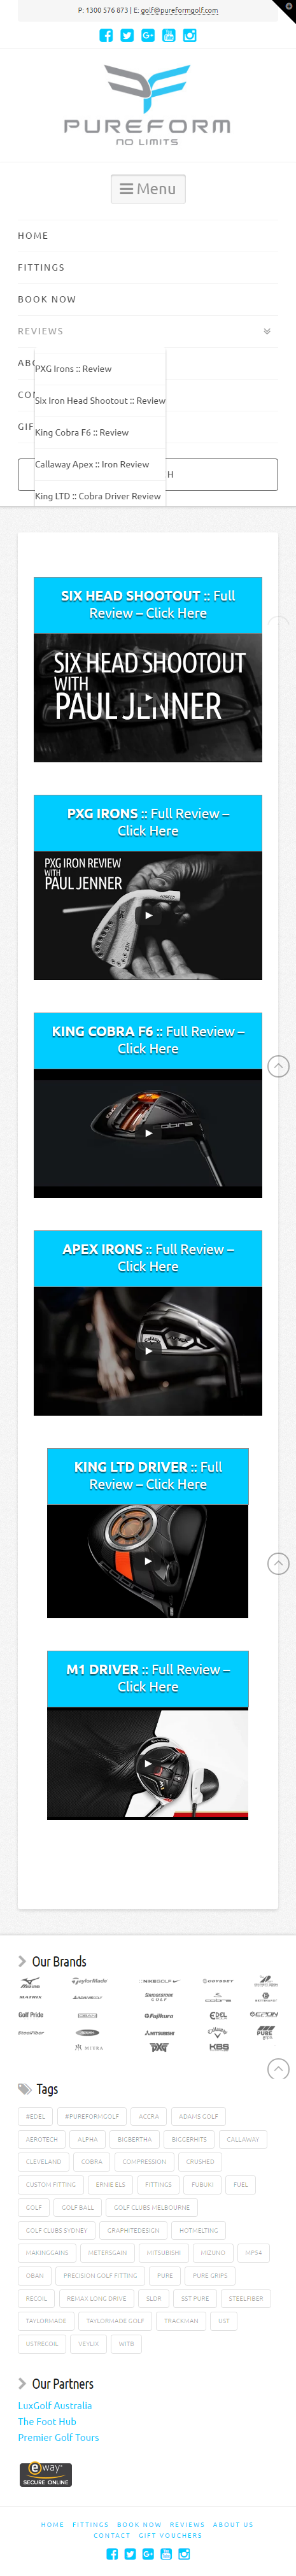 P: 1300 576 873 | E: golf@pureformgolf.com
PUREFORM
NO LIMITS
Menu
HOME
FITTINGS
BOOK NOW
REVIEWS
ABO
PXG Irons :: Review
CON
Six Iron Head Shootout :: Review
GIF
King Cobra F6 :: Review
Callaway Apex :: Iron Review
H
King LTD :: Cobra Driver Review
SIX HEAD SHOOTOUT :: Full
Review – Click Here
SIX HEAD SHOOTOUT
WITH
PAUL JENNER
PXG IRONS :: Full Review –
Click Here
PXG IRON REVIEW
WITH
PAUL JENNER
KING COBRA F6 :: Full Review –
Click Here
cobra
APEX IRONS :: Full Review –
Click Here
KING LTD DRIVER :: Full
Review – Click Here
M1 DRIVER :: Full Review –
Click Here
Our Brands
Mizuno
TaylorMade
NIKEGOLF
ODYSSEY
MATRIX
cobra
Golf Pride
Fujikura
EDEL
EPON
SteelFiber
MITSUBISHI
CALLAWAY
PURE
MIURA
PXG
KBS
Tags
#EDEL
#PUREFORMGOLF
ACCRA
ADAMS GOLF
AEROTECH
ALPHA
BIGBERTHA
BIGGERHITS
CALLAWAY
CLEVELAND
COBRA
COMPRESSION
CRUSHED
CUSTOM FITTING
ERNIE ELS
FITTINGS
FUBUKI
FUEL
GOLF
GOLF BALL
GOLF CLUBS MELBOURNE
GOLF CLUBS SYDNEY
GRAPHITEDESIGN
HOTMELTING
MAKINGGAINS
METERSGAIN
MITSUBISHI
MIZUNO
MP54
OBAN
PRECISION GOLF FITTING
PURE
PURE GRIPS
RECOIL
REMAX LONG DRIVE
SLDR
SST PURE
STEELFIBER
TAYLORMADE
TAYLORMADE GOLF
TRACKMAN
UST
USTRECOIL
VEYLIX
WITB
Our Partners
LuxGolf Australia
The Foot Hub
Premier Golf Tours
eWAY
SECURE ONLINE
HOME FITTINGS BOOK NOW REVIEWS ABOUT US
CONTACT GIFT VOUCHERS